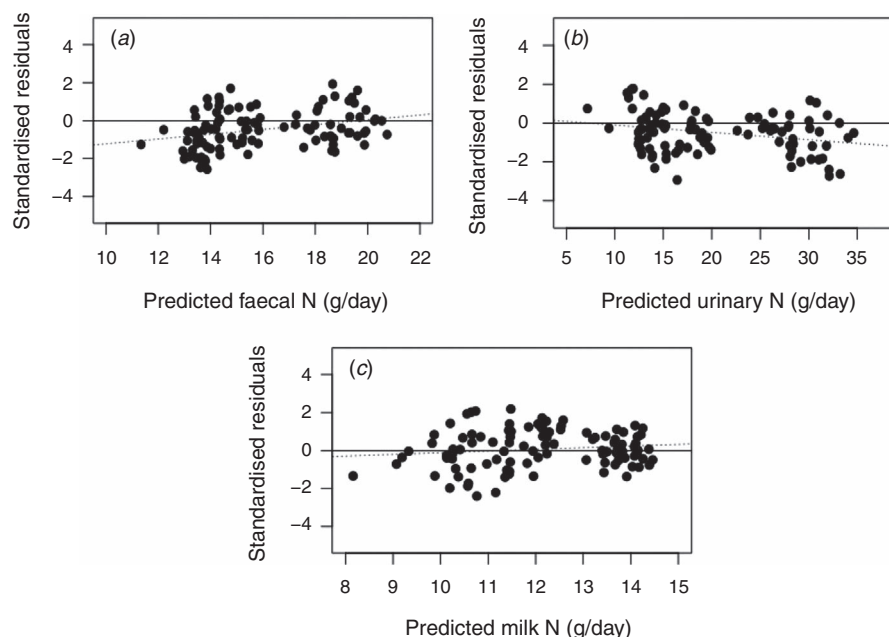 (a)
Standardised residuals
4
2
0
−2
−4
10 12 14 16 18 20 22
Predicted faecal N (g/day)
(b)
Standardised residuals
4
2
0
−2
−4
5 10 15 20 25 30 35
Predicted urinary N (g/day)
(c)
Standardised residuals
4
2
0
−2
−4
8 9 10 11 12 13 14 15
Predicted milk N (g/day)